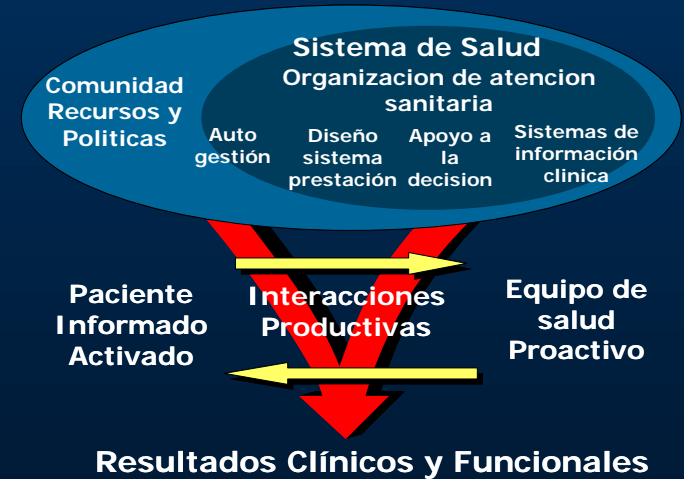 Sistema de Salud
Organizacion de atencion
sanitaria
Comunidad
Recursos y
Politicas
Auto
gestión
Diseño
sistema
prestación
Apoyo a
la
decision
Sistemas de
información
clinica
Paciente
Informado
Activado
Interacciones
Productivas
Equipo de
salud
Proactivo
Resultados Clínicos y Funcionales